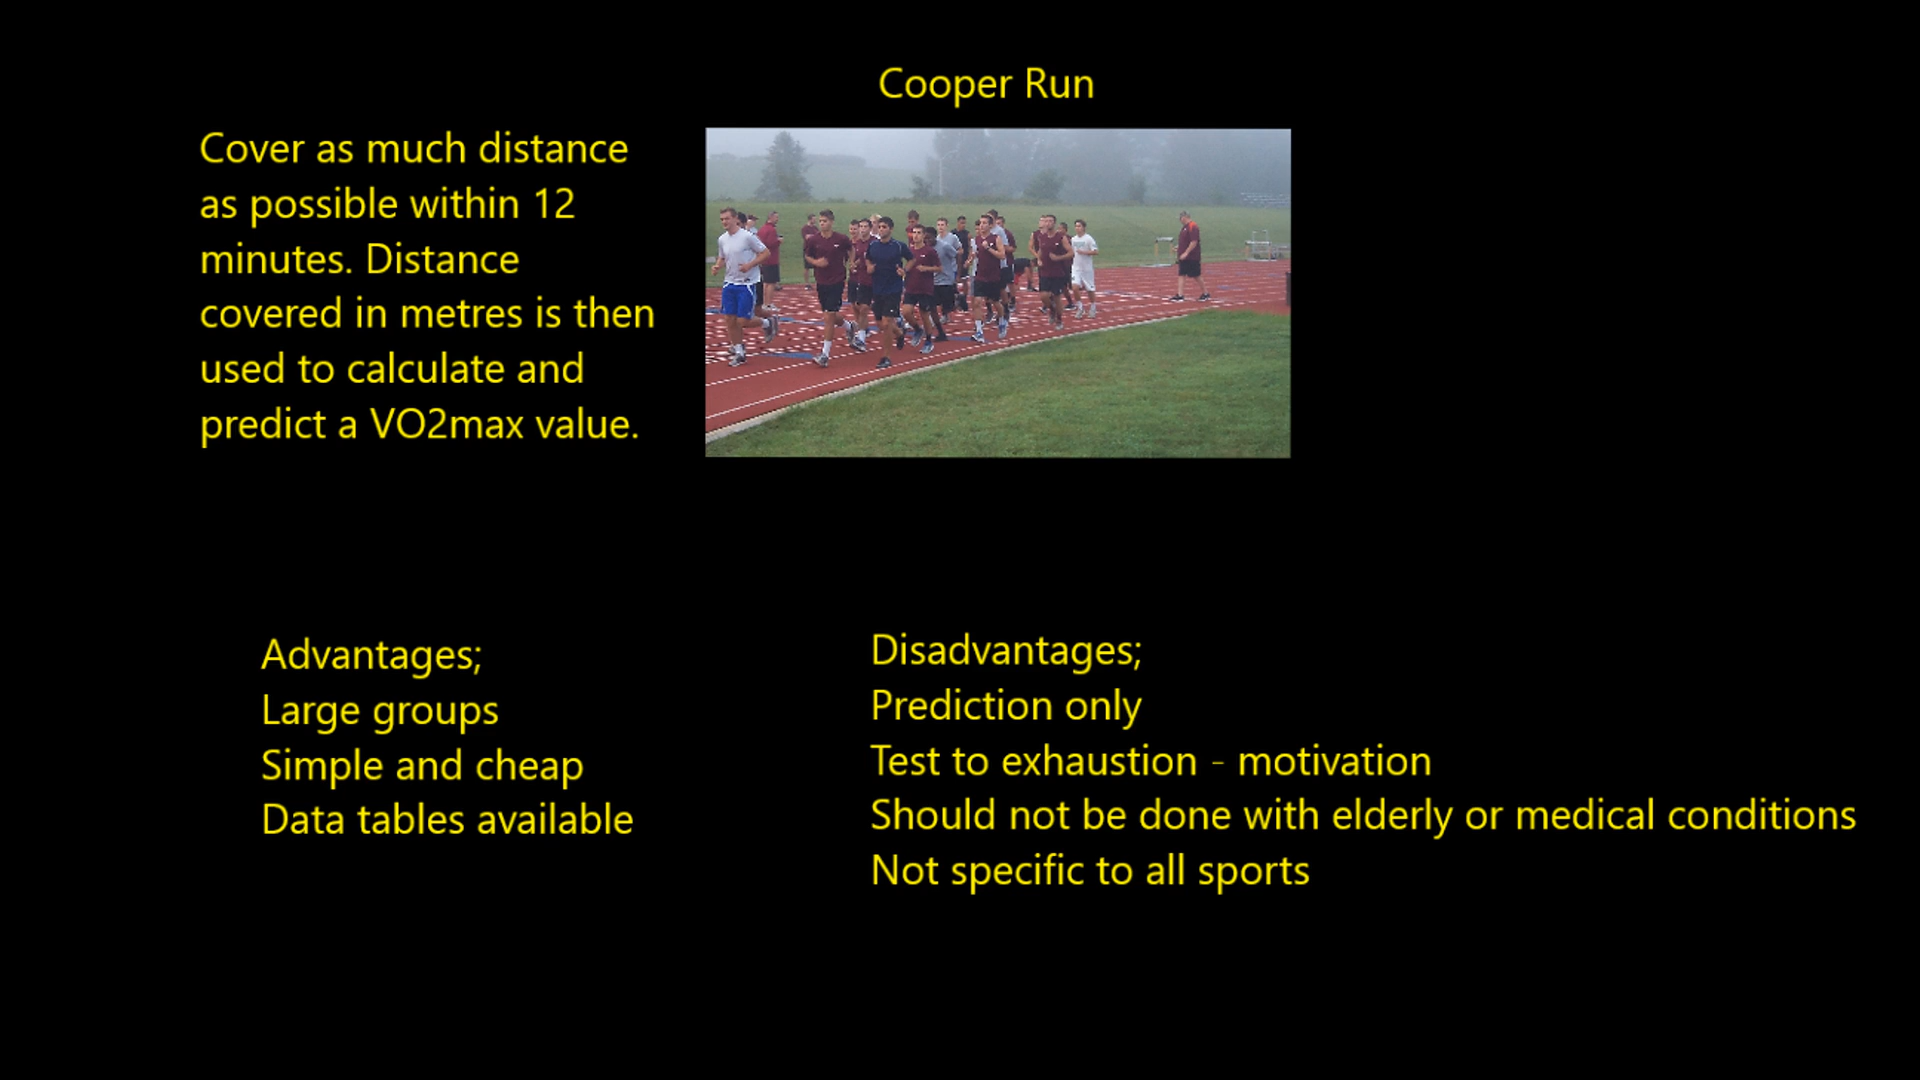 Cooper Run
Cover as much distance
as possible within 12
minutes. Distance
covered in metres is then
used to calculate and
predict a VO2max value.
Advantages;
Large groups
Simple and cheap
Data tables available
Disadvantages;
Prediction only
Test to exhaustion - motivation
Should not be done with elderly or medical conditions
Not specific to all sports